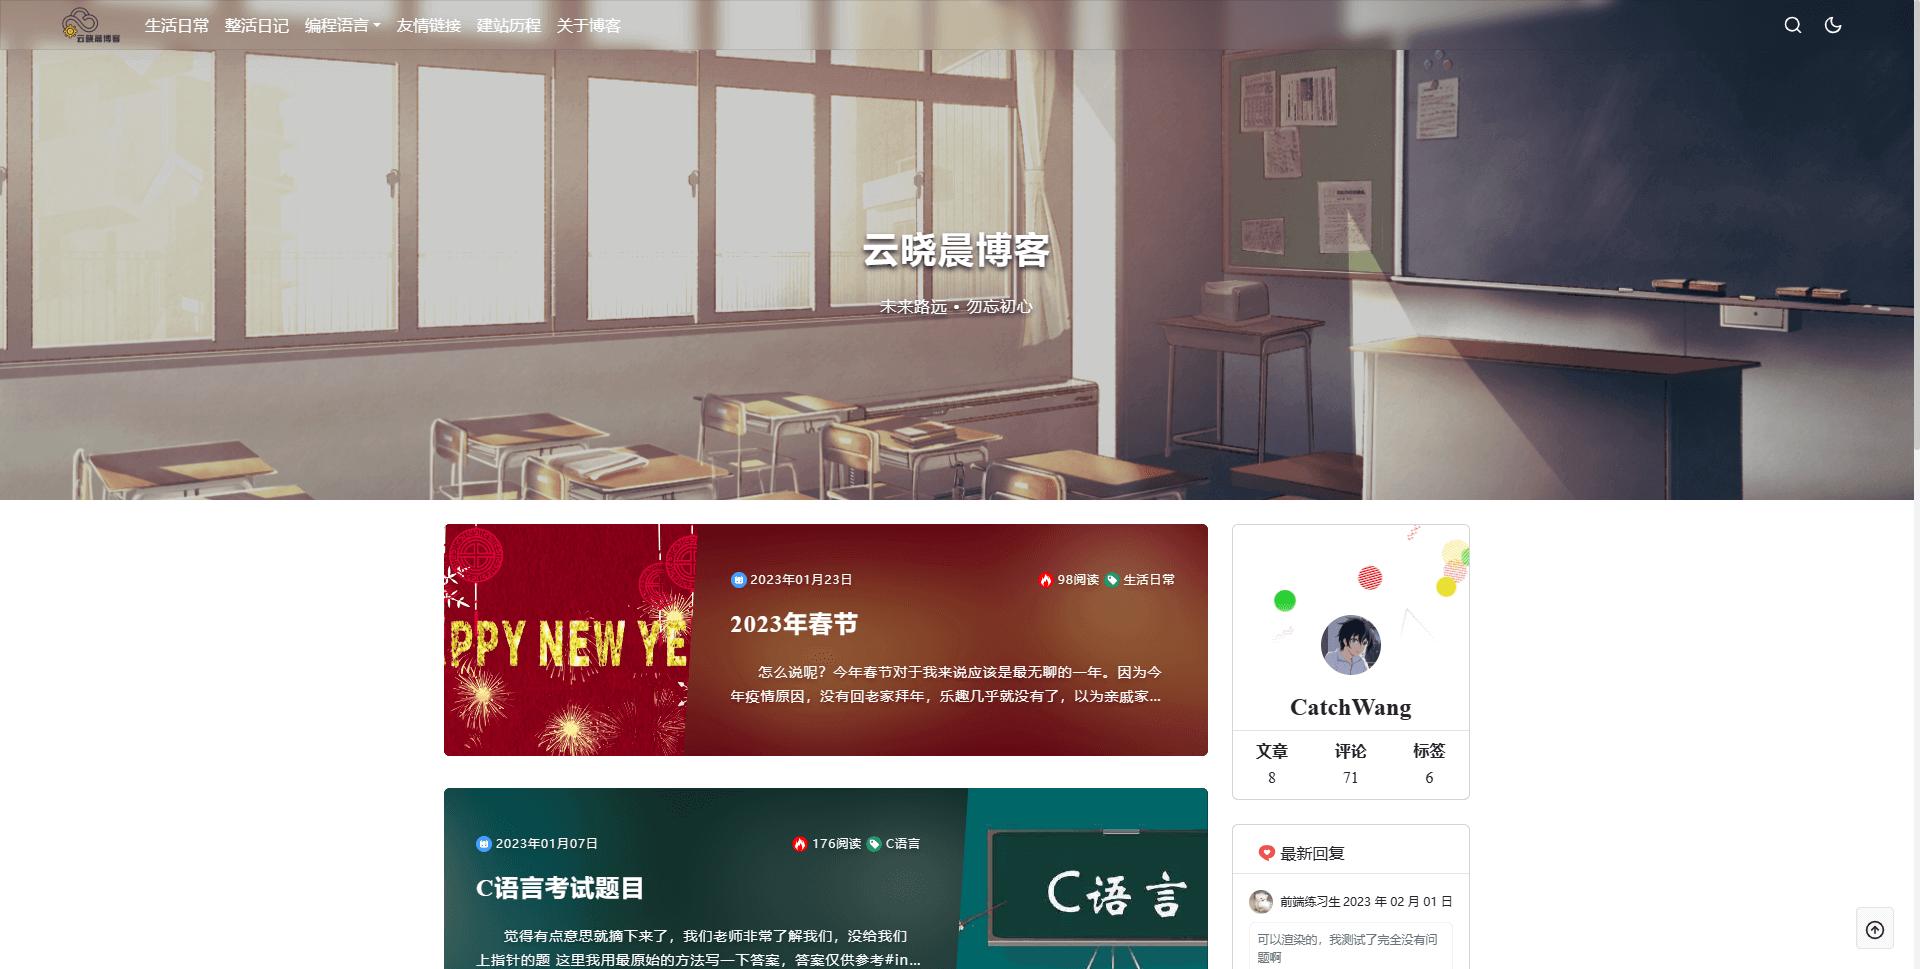 云晓晨博客
生活日常 整活日记 编程语言 友情链接 建站历程 关于博客
云晓晨博客
未来路远 • 勿忘初心
PPY NEW YE
2023年01月23日 98阅读 生活日常
2023年春节
怎么说呢？今年春节对于我来说应该是最无聊的一年。因为今
年疫情原因，没有回老家拜年，乐趣几乎就没有了，以为亲戚家...
CatchWang
文章 评论 标签
8 71 6
2023年01月07日 176阅读 C语言
C语言考试题目
觉得有点意思就摘下来了，我们老师非常了解我们，没给我们
上指针的题 这里我用最原始的方法写一下答案，答案仅供参考#in...
C语言
最新回复
前端练习生 2023 年 02 月 01 日
可以渲染的，我测试了完全没有问
题啊